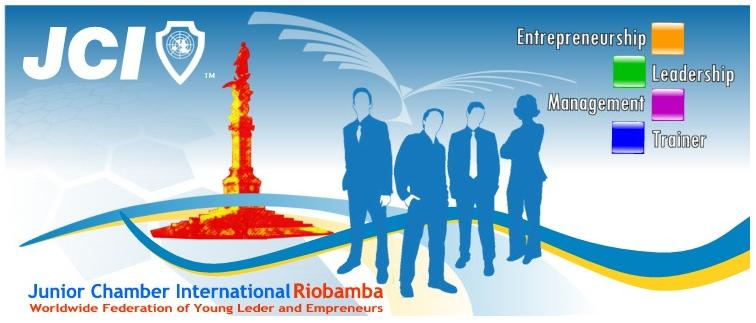 JCI
TM
Entrepreneurship
Leadership
Management
Trainer
Junior Chamber International Riobamba
Worldwide Federation of Young Leder and Empreneurs